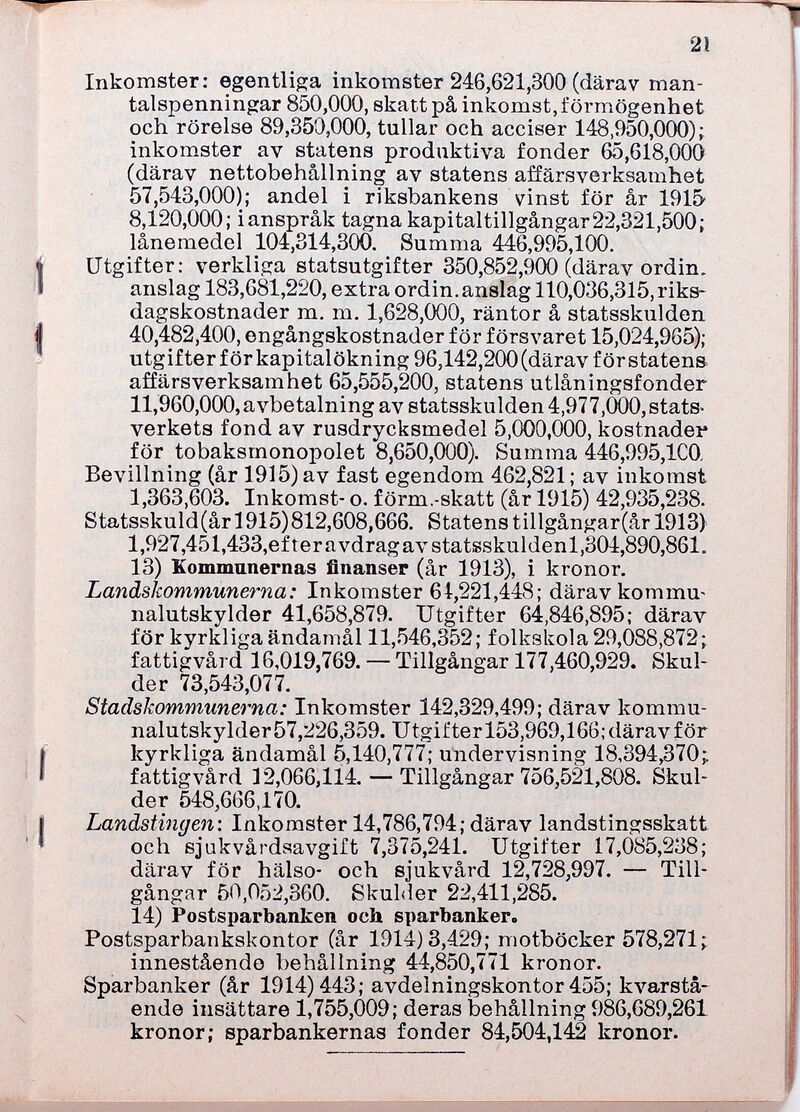 21
Inkomster: egentliga inkomster 246,621,300 (därav man-
talspenningar 850,000, skatt på inkomst, förmögenhet
och rörelse 89,350,000, tullar och acciser 148,950,000);
inkomster av statens produktiva fonder 65,618,000
(därav nettobehållning av statens affärsverksamhet
57,543,000); andel i riksbankens vinst för år 1915
8,120,000; i anspråk tagna kapitaltillgångar 22,321,500;
lånemedel 104,314,300. Summa 446,995,100.
Utgifter: verkliga statsutgifter 350,852,900 (därav ordin.
anslag 183,681,220, extra ordin. anslag 110,036,315, riks-
dagskostnader m. m. 1,628,000, räntor å statsskulden
40,482,400, engångskostnader för försvaret 15,024,965);
utgifter för kapitalökning 96,142,200 (därav för statens
affärsverksamhet 65,555,200, statens utlåningsfonder
11,960,000, avbetalning av statsskulden 4,977,000, stats-
verkets fond av rusdrycksmedel 5,000,000, kostnader
för tobaksmonopolet 8,650,000). Summa 446,995,100.
Bevillning (år 1915) av fast egendom 462,821; av inkomst
1,363,603. Inkomst- o. förm.-skatt (år 1915) 42,935,238.
Statsskuld (år 1915) 812,608,666. Statens tillgångar (år 1913)
1,927,451,433, efter avdrag av statsskulden 1,304,890,861.
13) Kommunernas finanser (år 1913), i kronor.
Landskommunerna: Inkomster 64,221,448; därav kommu-
nalutskylder 41,658,879. Utgifter 64,846,895; därav
för kyrkliga ändamål 11,546,352; folkskola 29,088,872;
fattigvård 16,019,769. — Tillgångar 177,460,929. Skul-
der 73,543,077.
Stadskommunerna: Inkomster 142,329,499; därav kommu-
nalutskylder 57,226,359. Utgifter 153,969,166; därav för
kyrkliga ändamål 5,140,777; undervisning 18,394,370;
fattigvård 12,066,114. — Tillgångar 756,521,808. Skul-
der 548,666,170.
Landstingen: Inkomster 14,786,794; därav landstingsskatt
och sjukvårdsavgift 7,375,241. Utgifter 17,085,238;
därav för hälso- och sjukvård 12,728,997. — Till-
gångar 50,052,360. Skulder 22,411,285.
14) Postsparbanken och sparbanker.
Postsparbankskontor (år 1914) 3,429; motböcker 578,271;
innestående behållning 44,850,771 kronor.
Sparbanker (år 1914) 443; avdelningskontor 455; kvarstå-
ende insättare 1,755,009; deras behållning 986,689,261
kronor; sparbankernas fonder 84,504,142 kronor.